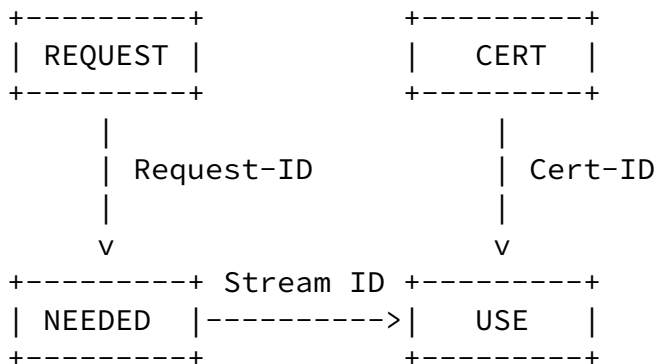 +---------+ +---------+
| REQUEST | | CERT |
+---------+ +---------+
| |
| Request-ID | Cert-ID
| |
v v
+---------+ Stream ID +---------+
| NEEDED |---------->| USE |
+---------+ +---------+